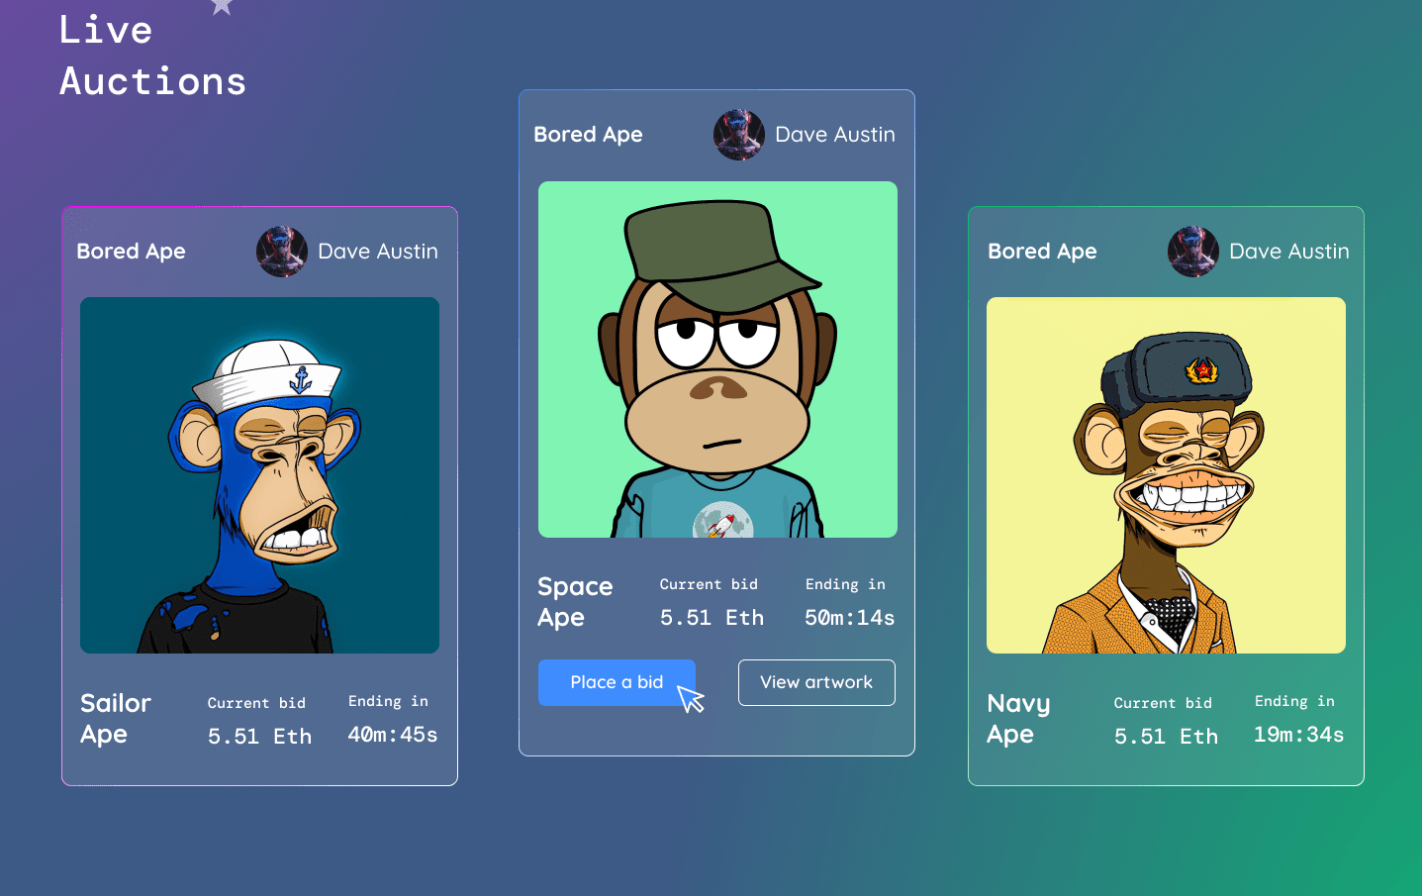 Live
Auctions
Bored Ape
Dave Austin
Sailor
Ape
Current bid
5.51 Eth
Ending in
40m:45s
Bored Ape
Dave Austin
Space
Ape
Current bid
5.51 Eth
Ending in
50m:14s
Place a bid
View artwork
Bored Ape
Dave Austin
Navy
Ape
Current bid
5.51 Eth
Ending in
19m:34s